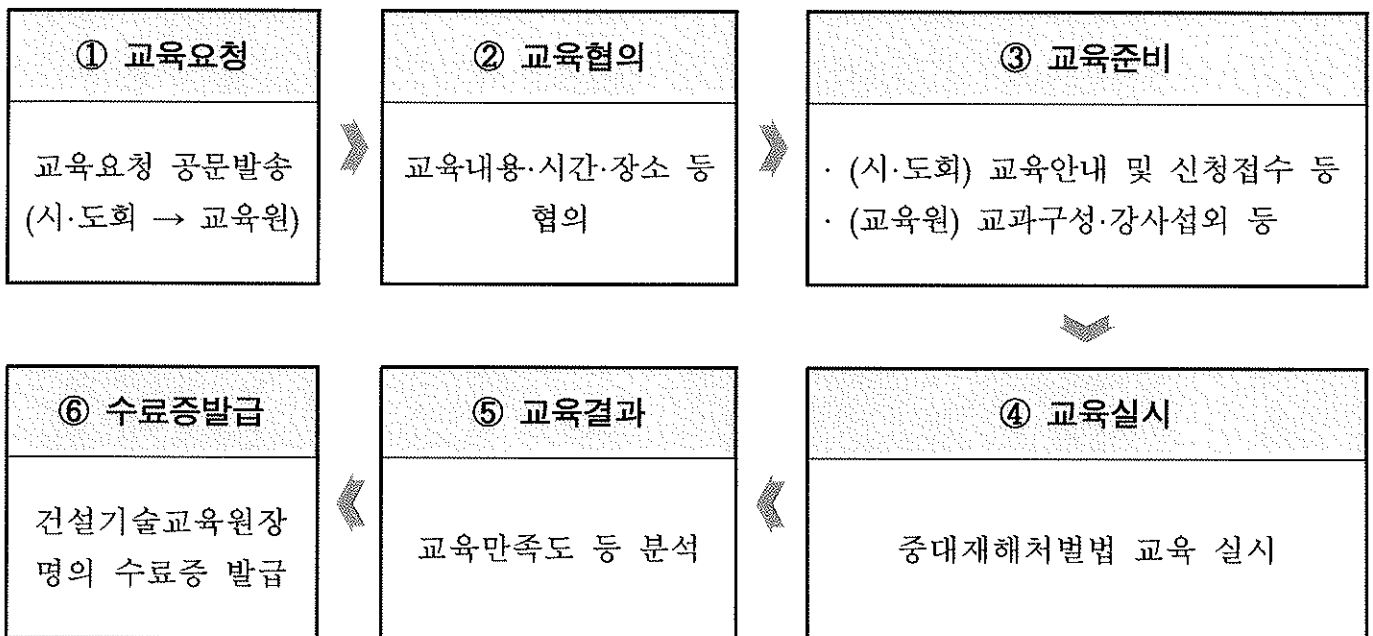 ① 교육요청
교육요청 공문발송
(시·도회 → 교육원)
② 교육협의
교육내용·시간·장소 등
협의
③ 교육준비
· (시·도회) 교육안내 및 신청접수 등
· (교육원) 교과구성·강사섭외 등
④ 교육실시
중대재해처벌법 교육 실시
⑤ 교육결과
교육만족도 등 분석
⑥ 수료증발급
건설기술교육원장
명의 수료증 발급